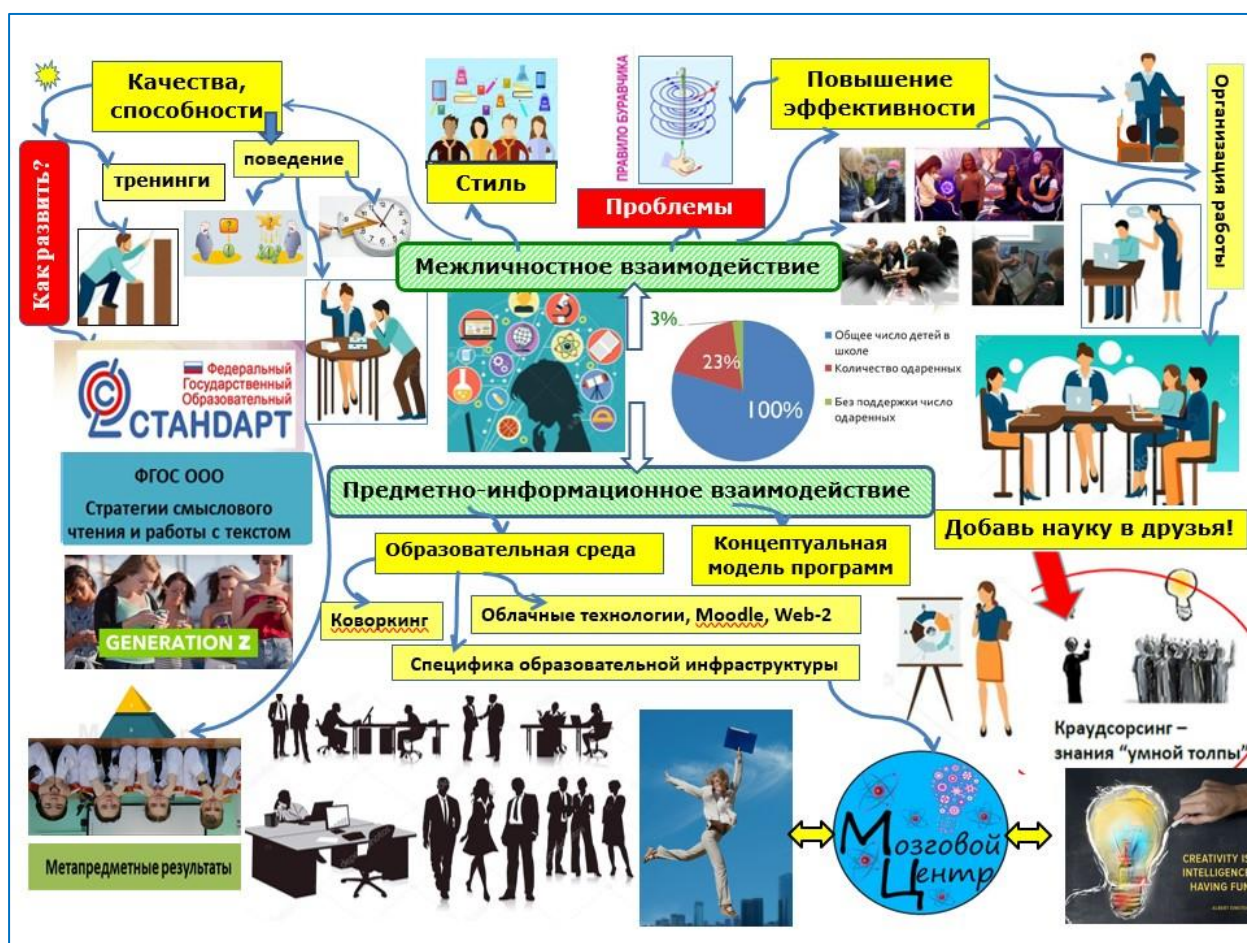 Качества,
способности
Как развить?
тренинги
поведение
Стиль
ПРАВИЛО БУРАВЧИКА
Проблемы
Повышение
эффективности
Организация работы
Межличностное взаимодействие
3%
23%
100%
Общее число детей в
школе
Количество одаренных
Без поддержки число
одаренных
Федеральный
Государственный
Образовательный
СТАНДАРТ
ФГОС ООО
Стратегии смыслового
чтения и работы с текстом
GENERATION Z
Предметно-информационное взаимодействие
Образовательная среда
Концептуальная
модель программ
Добавь науку в друзья!
Коворкинг
Облачные технологии, Moodle, Web-2
Специфика образовательной инфраструктуры
Краудсорсинг –
знания "умной толпы"
Мозговой
Центр
Метапредметные результаты
CREATIVITY IS
INTELLIGENCE
HAVING FUN